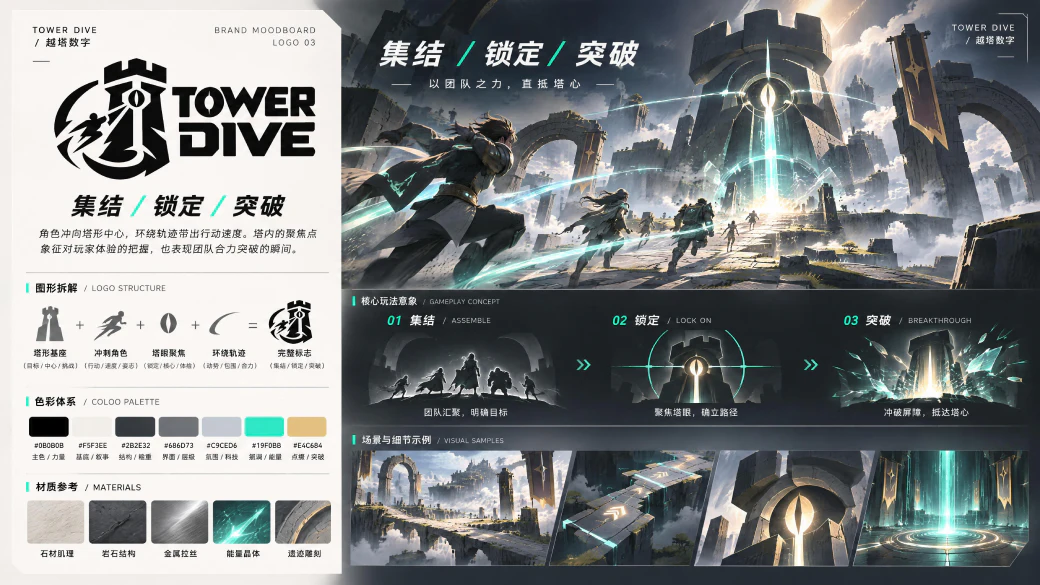 TOWER DIVE
/ 越塔数字
BRAND MOODBOARD
LOGO 03
TOWER
DIVE
集结 / 锁定 / 突破
角色冲向塔形中心，环绕轨迹带出行动速度。塔内的聚焦点
象征对玩家体验的把握，也表现团队合力突破的瞬间。
图形拆解 / LOGO STRUCTURE
+ + + =
塔形基座 冲刺角色 塔眼聚焦 环绕轨迹 完整标志
(目标/中心/挑战) (行动/速度/姿态) (锁定/核心/体格) (动势/包围/合力) (集结/锁定/突破)
色彩体系 / COLOO PALETTE
#0B0B0B #F5F3EE #2B2E32 #686D73 #C9CED6 #19F0BB #E4C684
主色/力量 基底/叙事 结构/稳重 界面/层级 氛围/科技 能量 点缀/突破
材质参考 / MATERIALS
石材肌理 岩石结构 金属拉丝 能量晶体 遗迹雕刻
集结 / 锁定 / 突破
以团队之力，直抵塔心
TOWER DIVE
/ 越塔数字
核心玩法意象 / GAMEPLAY CONCEPT
01 集结 / ASSEMBLE
团队汇聚，明确目标
02 锁定 / LOCK ON
聚焦塔眼，确立路径
03 突破 / BREAKTHROUGH
冲破屏障，抵达塔心
场景与细节示例 / VISUAL SAMPLES